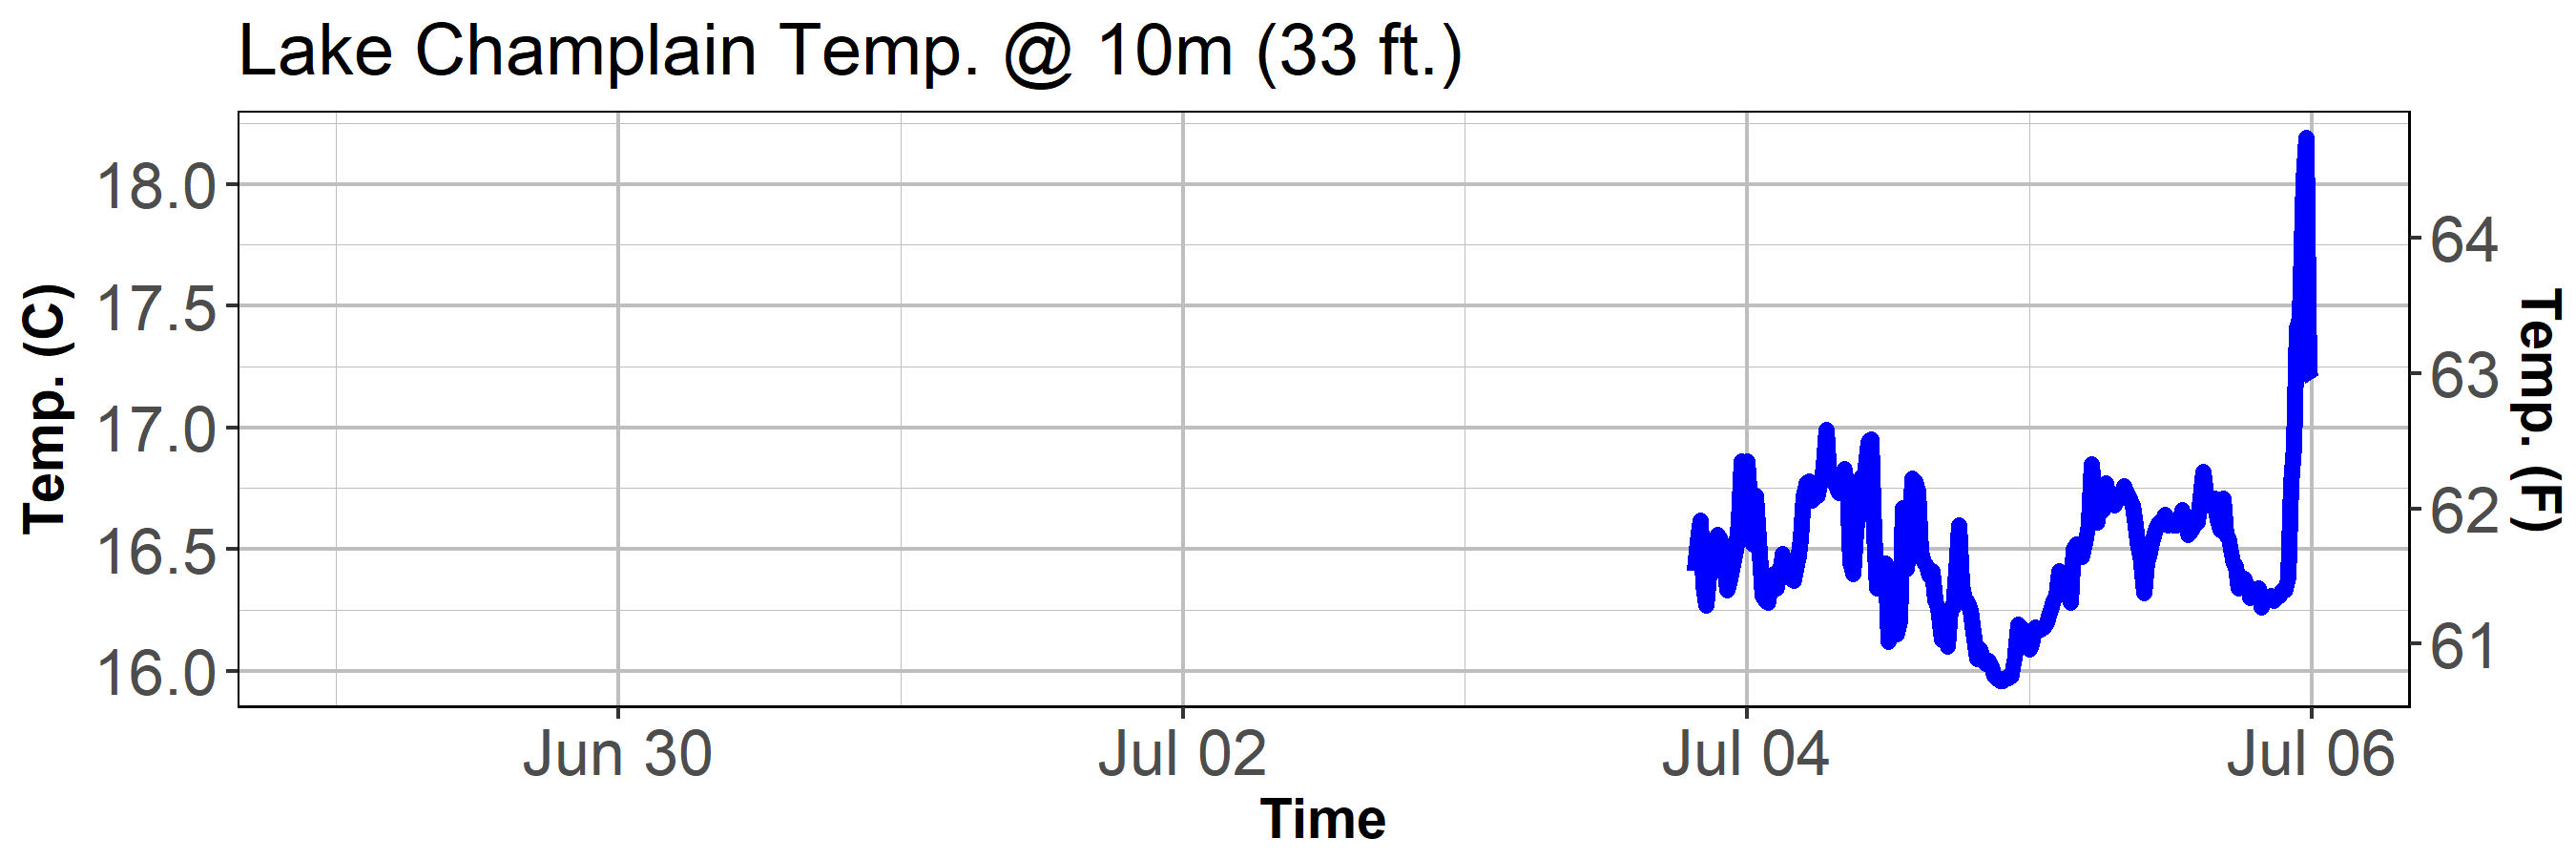 Lake Champlain Temp. @ 10m (33 ft.)
Temp. (C)
18.0
17.5
17.0
16.5
16.0
64
63
62
61
Temp. (F)
Jun 30
Jul 02
Jul 04
Jul 06
Time